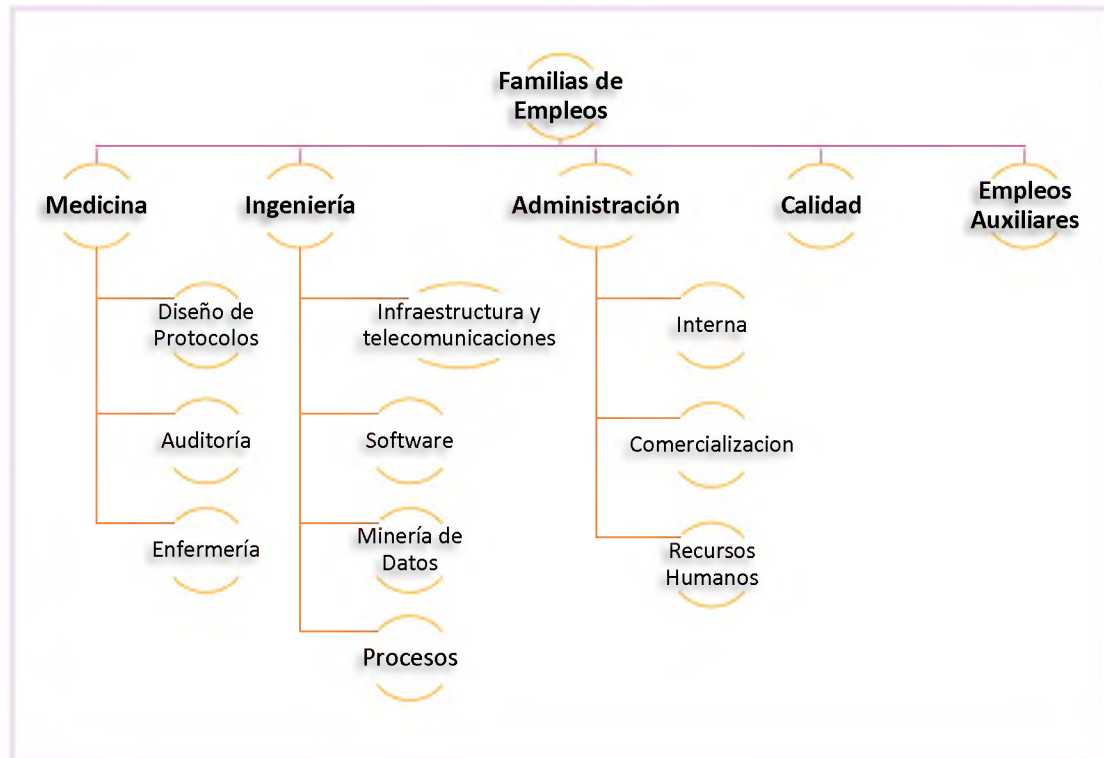 Familias de
Empleos
Medicina
Ingeniería
Administración
Calidad
Empleos
Auxiliares
Diseño de
Protocolos
Auditoría
Enfermería
Infraestructura y
telecomunicaciones
Software
Minería de
Datos
Procesos
Interna
Comercializacion
Recursos
Humanos